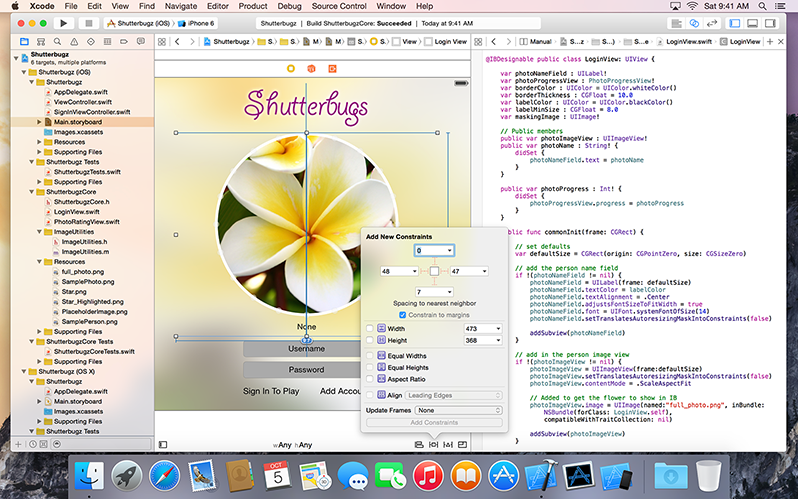 Xcode File Edit View Find Navigate Editor Product Debug Source Control Window Help
Sat 9:41 AM
Shutterbugz (iOS) iPhone 6
Shutterbugz | Build ShutterbugzCore: Succeeded | Today at 9:41 AM
Shutterbugz S... S... M... M... S... View Login View
Manual S...z S...) S...e LoginView.swift LoginView
Shutterbugz
6 targets, multiple platforms
Shutterbugz (iOS)
Shutterbugz
AppDelegate.swift
ViewController.swift
SignInViewController.swift
Main.storyboard
Images.xcassets
Resources
Supporting Files
Shutterbugz Tests
ShutterbugzTests.swift
Supporting Files
ShutterbugzCore
ShutterbugzCore.h
LoginView.swift
PhotoRatingView.swift
ImageUtilities
ImageUtilities.h
ImageUtilities.m
Resources
full_photo.png
SamplePhoto.png
Star.png
Star_Highlighted.png
PlaceholderImage.png
SamplePerson.png
Supporting Files
ShutterbugzCore Tests
ShutterbugzCoreTests.swift
Supporting Files
Shutterbugz (OS X)
Shutterbugz
AppDelegate.swift
Main.storyboard
Images.xcassets
Supporting Files
Shutterbugz Tests
Shutterbugs
None
Username
Password
Sign In To Play Add Accou
wAny hAny
Add New Constraints
0
48 47
7
Spacing to nearest neighbor
Constrain to margins
Width 473
Height 368
Equal Widths
Equal Heights
Aspect Ratio
Align Leading Edges
Update Frames None
Add Constraints
@IBDesignable public class LoginView: UIView {
var photoNameField : UILabel!
var photoProgressView : PhotoProgressView!
var borderColor : UIColor = UIColor.whiteColor()
var borderThickness : CGFloat = 10.0
var labelColor : UIColor = UIColor.blackColor()
var labelMinSize : CGFloat = 8.0
var maskingImage : UIImage!
// Public members
public var photoImageView : UIImageView!
public var photoName : String! {
didSet {
photoNameField.text = photoName
}
}
public var photoProgress : Int! {
didSet {
photoProgressView.progress = photoProgress
}
}
func commonInit(frame: CGRect) {
// set defaults
var defaultSize = CGRect(origin: CGPointZero, size: CGSizeZero)
// add the person name field
if !(photoNameField != nil) {
photoNameField = UILabel(frame: defaultSize)
photoNameField.textColor = labelColor
photoNameField.textAlignment = .Center
photoNameField.adjustsFontSizeToFitWidth = true
photoNameField.font = UIFont.systemFontOfSize(14)
photoNameField.setTranslatesAutoresizingMaskIntoConstraints(false)
addSubview(photoNameField)
}
// add in the person image view
if !(photoImageView != nil) {
photoImageView = UIImageView(frame: defaultSize)
photoImageView.setTranslatesAutoresizingMaskIntoConstraints(false)
photoImageView.contentMode = .ScaleAspectFit
// Added to get the flower to show in IB
photoImageView.image = UIImage(named:"full_photo.png", inBundle:
NSBundle(forClass: LoginView.self),
compatibleWithTraitCollection: nil)
addSubview(photoImageView)
}
OCT
5